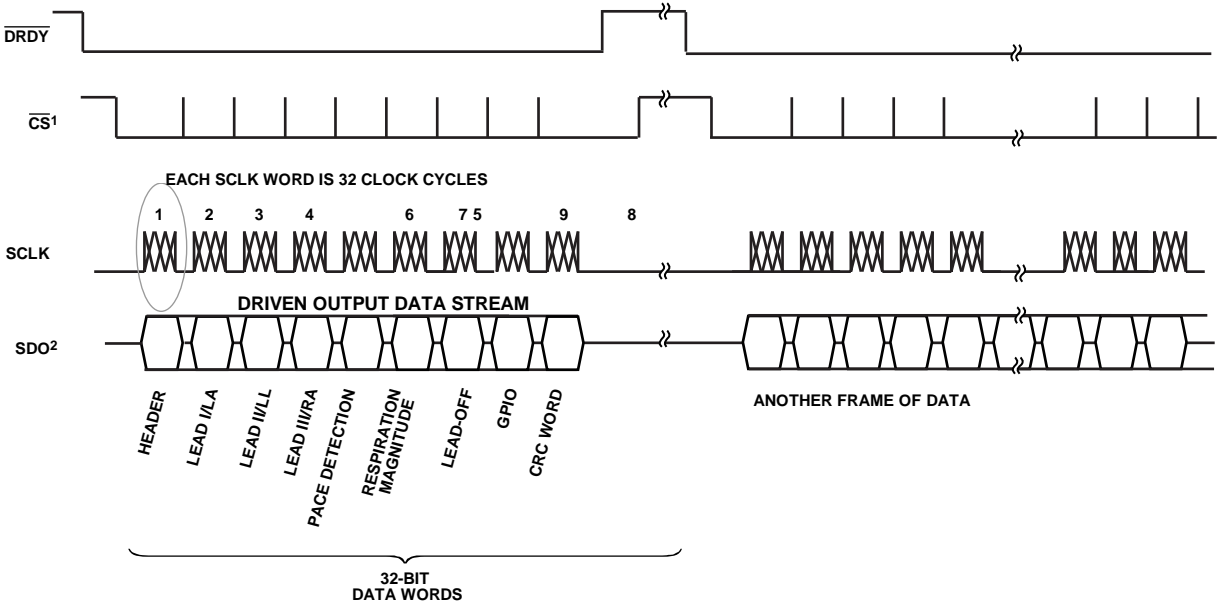 DRDY
CS1
EACH SCLK WORD IS 32 CLOCK CYCLES
1 2 3 4 6 7 5 9 8
SCLK
DRIVEN OUTPUT DATA STREAM
SDO2
HEADER
LEAD I/LA
LEAD II/LL
LEAD III/RA
PACE DETECTION
RESPIRATION
MAGNITUDE
LEAD-OFF
GPIO
CRC WORD
ANOTHER FRAME OF DATA
32-BIT
DATA WORDS